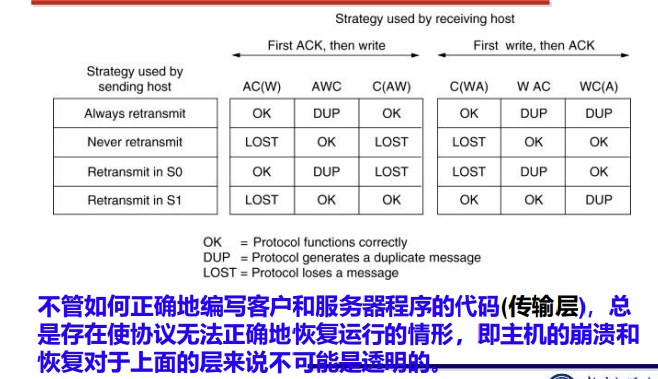 Strategy used by receiving host
First ACK, then write First write, then ACK
Strategy used by
sending host
AC(W) AWC C(AW) C(WA) W AC WC(A)
Always retransmit OK DUP OK OK DUP DUP
Never retransmit LOST OK LOST LOST OK OK
Retransmit in S0 OK DUP LOST LOST DUP OK
Retransmit in S1 LOST OK OK OK OK DUP
OK = Protocol functions correctly
DUP = Protocol generates a duplicate message
LOST = Protocol loses a message
不管如何正确地编写客户和服务器程序的代码(传输层)，总
是存在使协议无法正确地恢复运行的情形，即主机的崩溃和
恢复对于上面的层来说不可能是透明的。